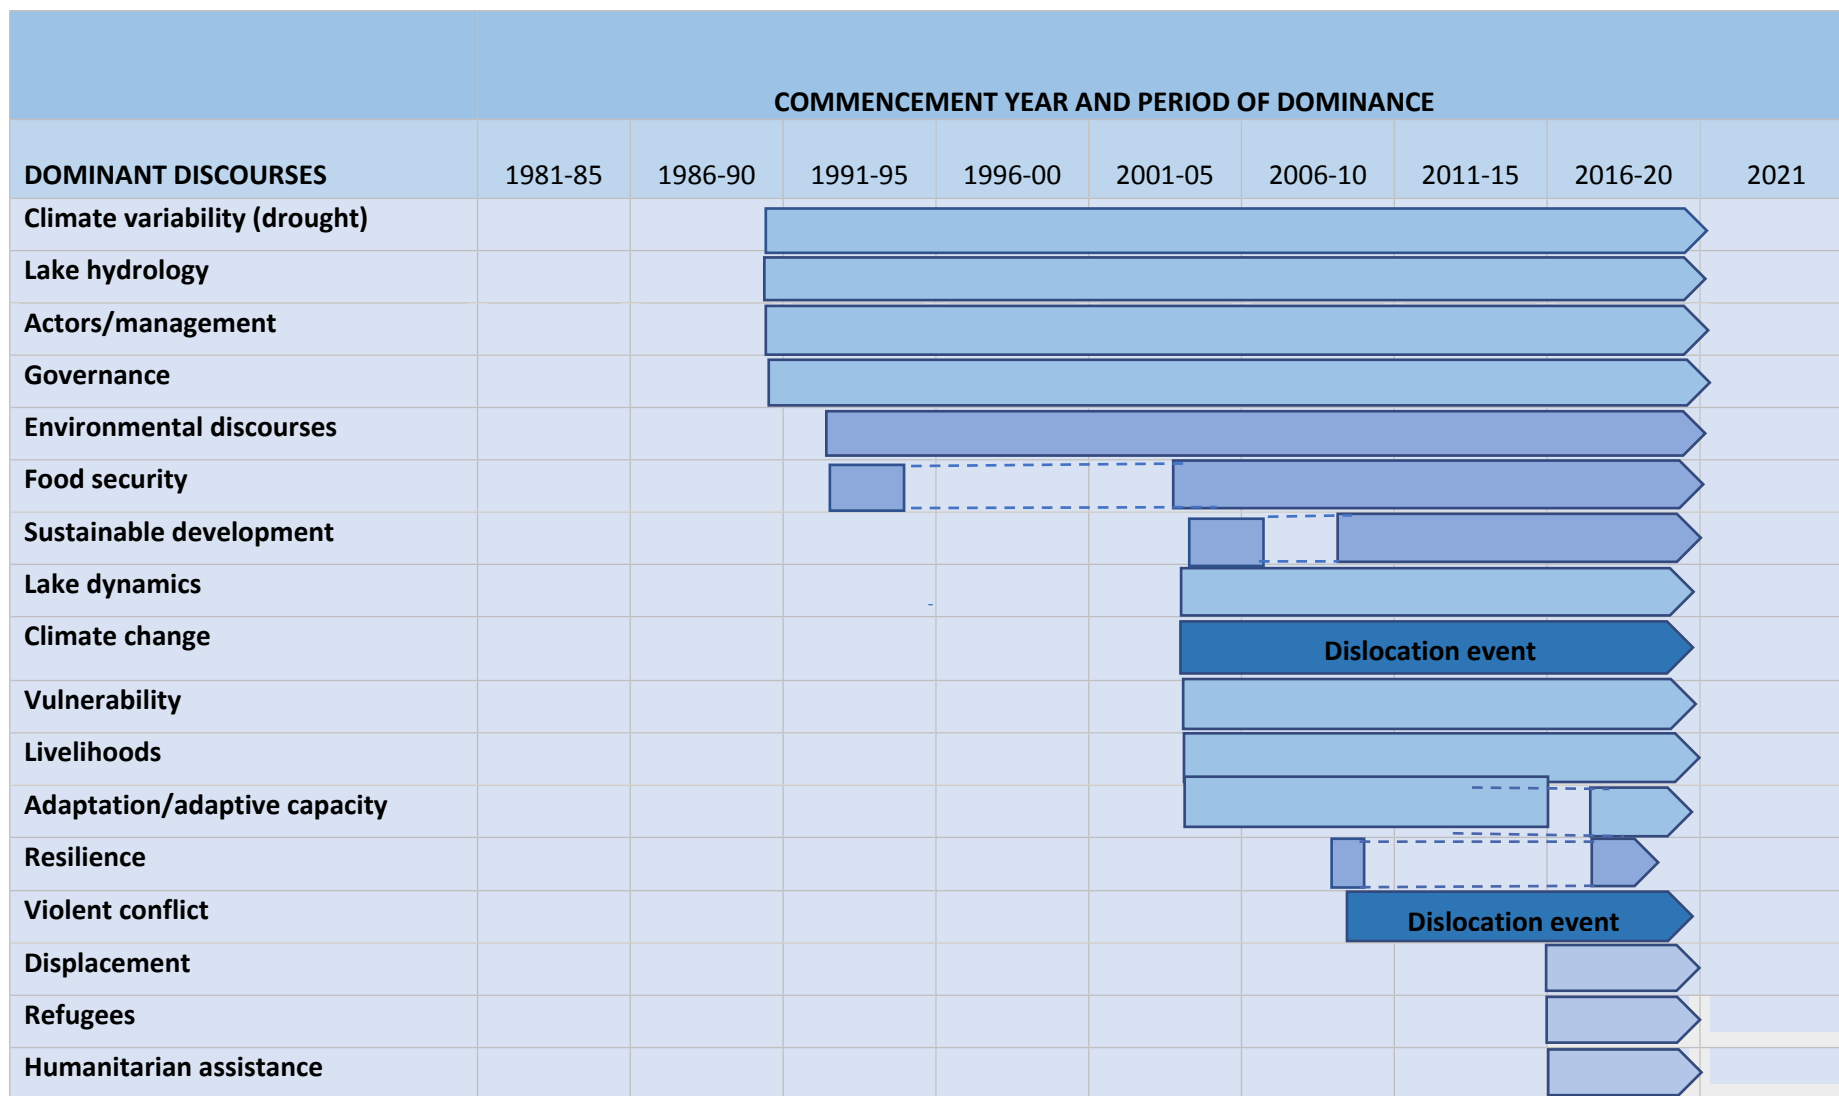 COMMENCEMENT YEAR AND PERIOD OF DOMINANCE
DOMINANT DISCOURSES 1981-85 1986-90 1991-95 1996-00 2001-05 2006-10 2011-15 2016-20 2021
Climate variability (drought)
Lake hydrology
Actors/management
Governance
Environmental discourses
Food security
Sustainable development
Lake dynamics
Climate change Dislocation event
Vulnerability
Livelihoods
Adaptation/adaptive capacity
Resilience
Violent conflict Dislocation event
Displacement
Refugees
Humanitarian assistance